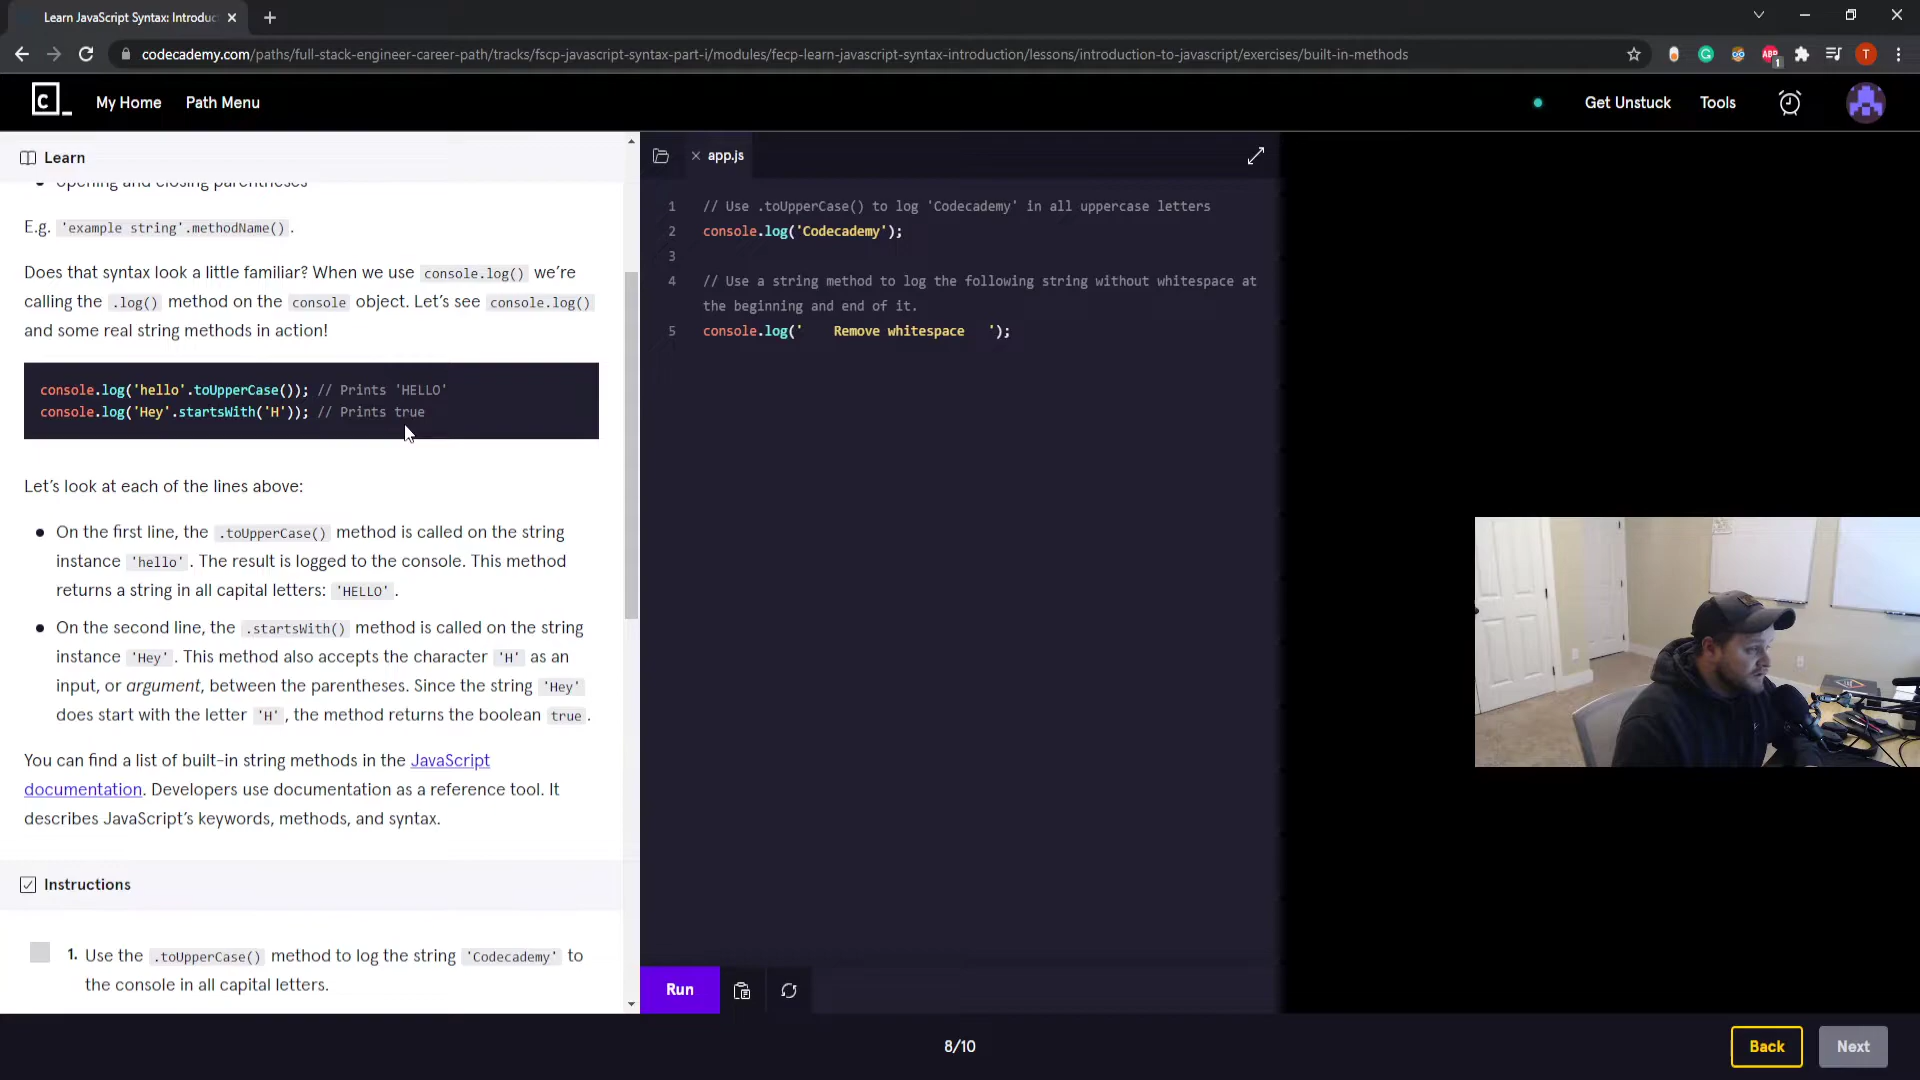 Learn JavaScript Syntax: Introduc
codecademy.com/paths/full-stack-engineer-career-path/tracks/fscp-javascript-syntax-part-i/modules/fecp-learn-javascript-syntax-introduction/lessons/introduction-to-javascript/exercises/built-in-methods
ABP
1
T
c_
My Home
Path Menu
Get Unstuck
Tools
Learn
• Opening and closing parentheses
E.g. 'example string'.methodName().
Does that syntax look a little familiar? When we use console.log() we’re
calling the .log() method on the console object. Let’s see console.log()
and some real string methods in action!
console.log('hello'.toUpperCase()); // Prints 'HELLO'
console.log('Hey'.startsWith('H')); // Prints true
Let’s look at each of the lines above:
• On the first line, the .toUpperCase() method is called on the string
instance 'hello'. The result is logged to the console. This method
returns a string in all capital letters: 'HELLO'.
• On the second line, the .startsWith() method is called on the string
instance 'Hey'. This method also accepts the character 'H' as an
input, or argument, between the parentheses. Since the string 'Hey'
does start with the letter 'H', the method returns the boolean true.
You can find a list of built-in string methods in the JavaScript
documentation. Developers use documentation as a reference tool. It
describes JavaScript’s keywords, methods, and syntax.
Instructions
1. Use the .toUpperCase() method to log the string 'Codecademy' to
the console in all capital letters.
app.js
1 // Use .toUpperCase() to log 'Codecademy' in all uppercase letters
2 console.log('Codecademy');
3
4 // Use a string method to log the following string without whitespace at
the beginning and end of it.
5 console.log('    Remove whitespace   ');
Run
8/10
Back
Next